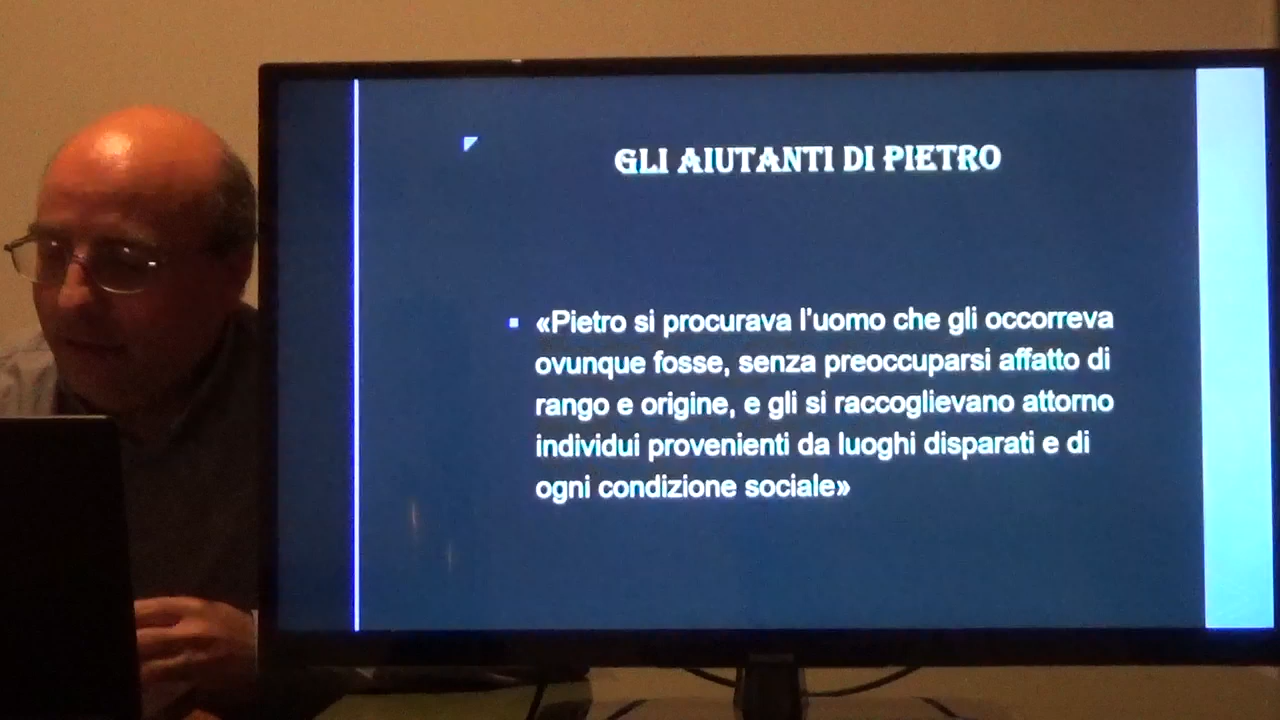 GLI AIUTANTI DI PIETRO
«Pietro si procurava l'uomo che gli occorreva
ovunque fosse, senza preoccuparsi affatto di
rango e origine, e gli si raccoglievano attorno
individui provenienti da luoghi disparati e di
ogni condizione sociale»